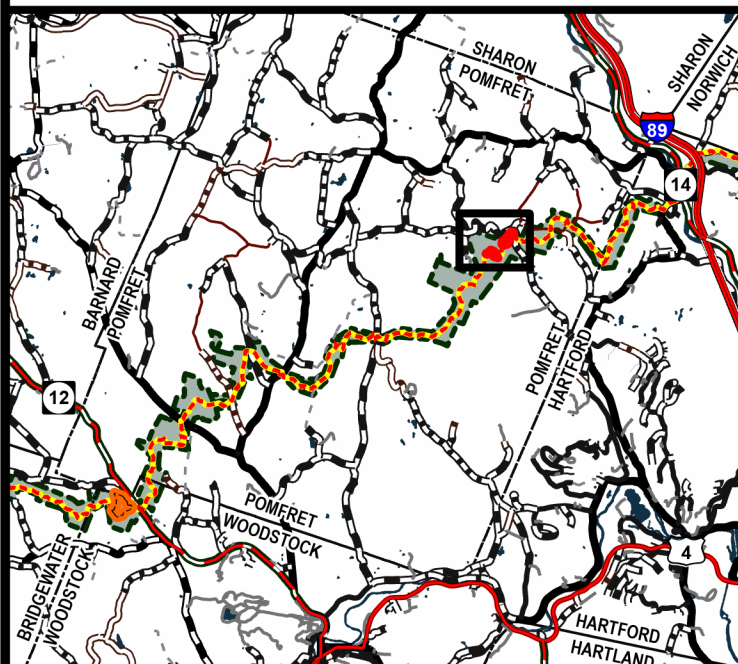 SHARON
POMFRET
SHARON
NORWICH
89
14
BARNARD
POMFRET
12
POMFRET
HARTFORD
POMFRET
WOODSTOCK
4
BRIDGEWATER
WOODSTOCK
HARTFORD
HARTLAND